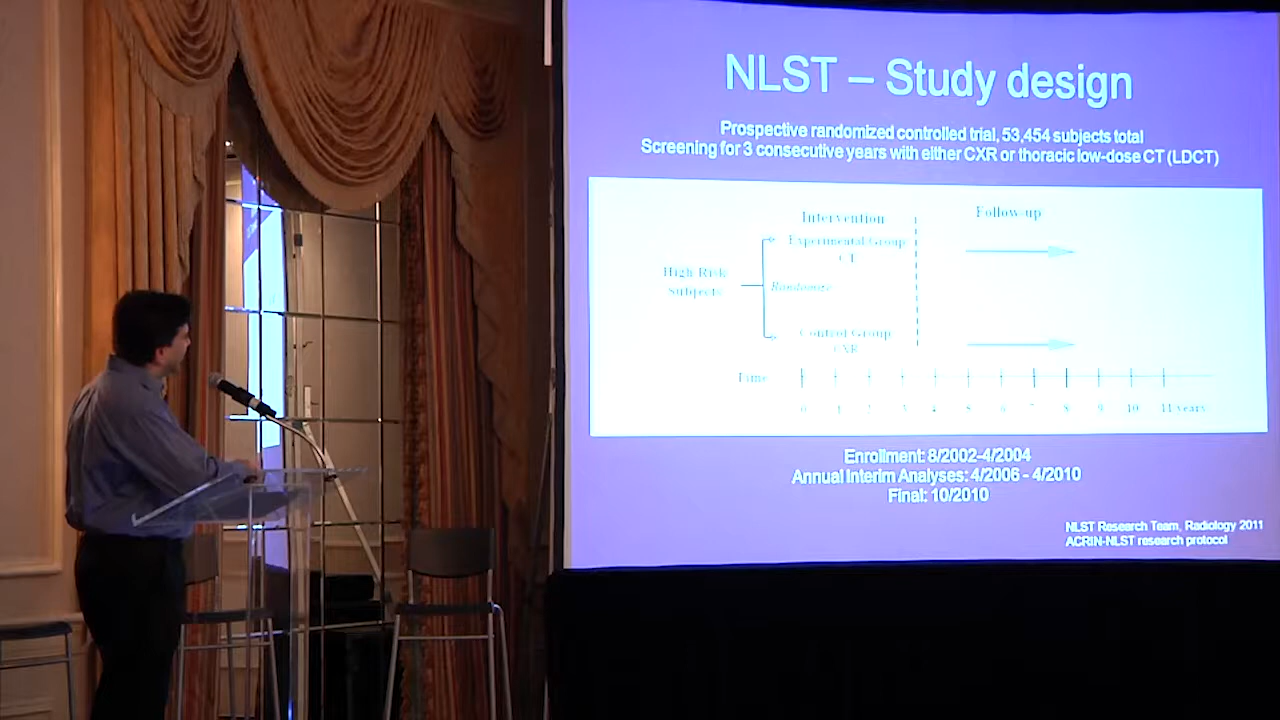 NLST – Study design
Prospective randomized controlled trial, 53,454 subjects total
Screening for 3 consecutive years with either CXR or thoracic low-dose CT (LDCT)
Intervention
Follow-up
Experimental Group
CT
High Risk
Subjects
Randomize
Control Group
CXR
Time
0 1 2 3 4 5 6 7 8 9 10 11 years
Enrollment: 8/2002-4/2004
Annual Interim Analyses: 4/2006 - 4/2010
Final: 10/2010
NLST Research Team, Radiology 2011
ACRIN-NLST research protocol